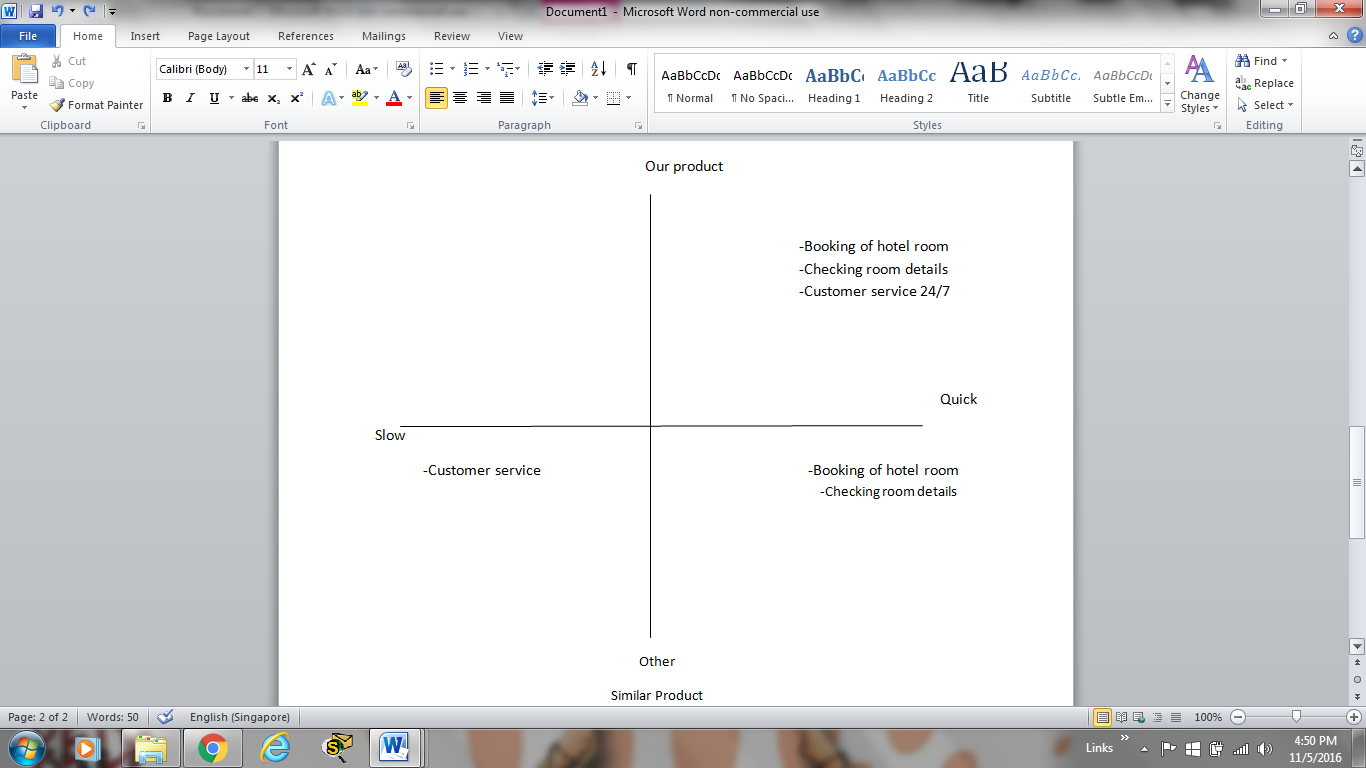 Document1 - Microsoft Word non-commercial use
File Home Insert Page Layout References Mailings Review View
Paste
Cut
Copy
Format Painter
Clipboard
Calibri (Body) 11
Font
Paragraph
AaBbCcDc AaBbCcDc AaBbCc AaBbCc AaB AaBbCc. AaBbCcDc
¶ Normal ¶ No Spaci... Heading 1 Heading 2 Title Subtitle Subtle Em...
Styles
Change
Styles
Find
Replace
Select
Editing
Our product
-Booking of hotel room
-Checking room details
-Customer service 24/7
Quick
Slow
-Customer service
-Booking of hotel room
-Checking room details
Other
Similar Product
Page: 2 of 2 Words: 50 English (Singapore) 100%
Links 4:50 PM
11/5/2016